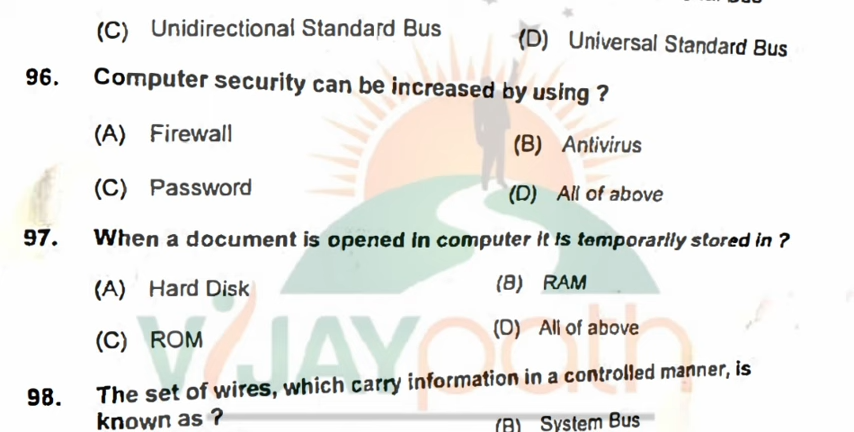 (C) Unidirectional Standard Bus (D) Universal Standard Bus
96. Computer security can be increased by using ?
(A) Firewall (B) Antivirus
(C) Password (D) All of above
97. When a document is opened in computer it is temporarily stored in ?
(A) Hard Disk (B) RAM
(C) ROM (D) All of above
VIJAYpath
98. The set of wires, which carry information in a controlled manner, is
known as ?
(B) System Bus